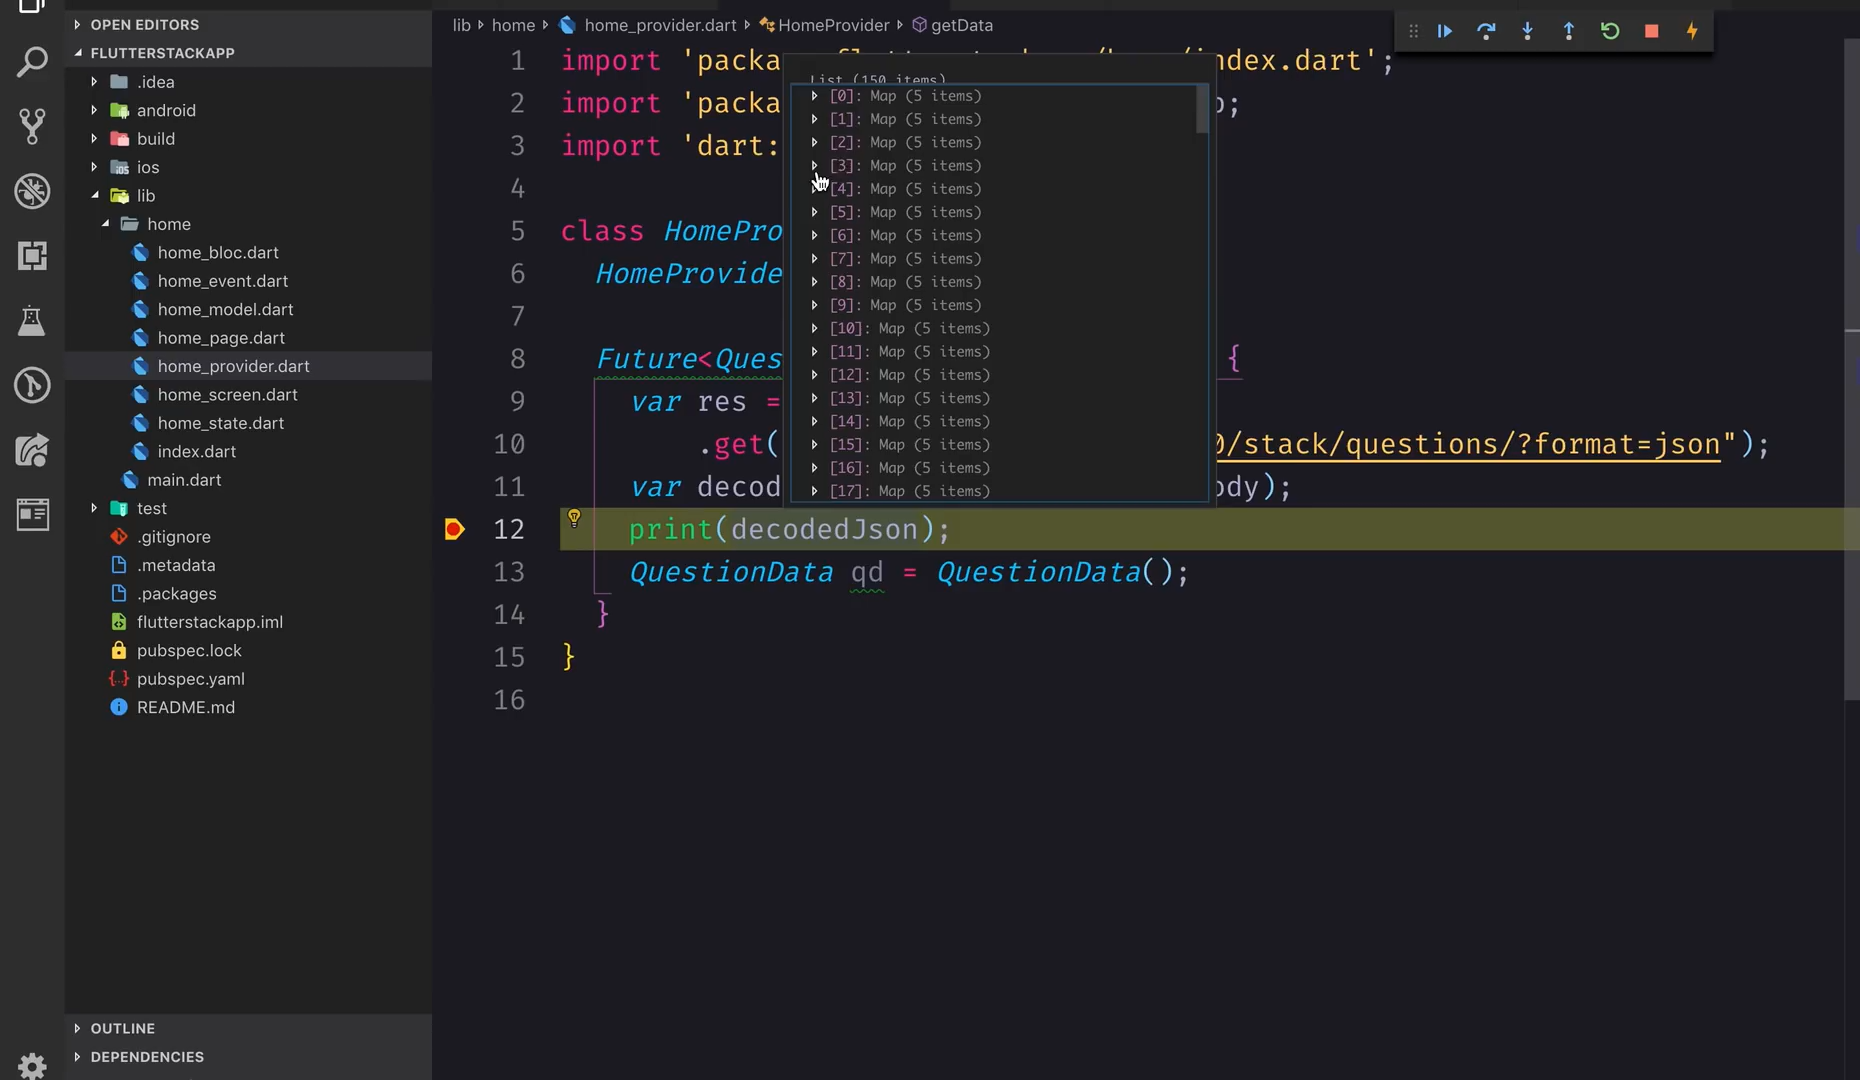 OPEN EDITORS
FLUTTERSTACKAPP
.idea
android
build
ios
lib
home
home_bloc.dart
home_event.dart
home_model.dart
home_page.dart
home_provider.dart
home_screen.dart
home_state.dart
index.dart
main.dart
test
.gitignore
.metadata
.packages
flutterstackapp.iml
pubspec.lock
pubspec.yaml
README.md
OUTLINE
DEPENDENCIES
lib home home_provider.dart HomeProvider getData
1 import 'packa index.dart';
2 import 'packa ;
3 import 'dart:
4
5 class HomePro
6 HomeProvide
7
8 Future<Ques {
9 var res =
10 .get( 0/stack/questions/?format=json");
11 var decod ody);
12 print(decodedJson);
13 QuestionData qd = QuestionData();
14 }
15 }
16
List (150 items)
[0]: Map (5 items)
[1]: Map (5 items)
[2]: Map (5 items)
[3]: Map (5 items)
[4]: Map (5 items)
[5]: Map (5 items)
[6]: Map (5 items)
[7]: Map (5 items)
[8]: Map (5 items)
[9]: Map (5 items)
[10]: Map (5 items)
[11]: Map (5 items)
[12]: Map (5 items)
[13]: Map (5 items)
[14]: Map (5 items)
[15]: Map (5 items)
[16]: Map (5 items)
[17]: Map (5 items)